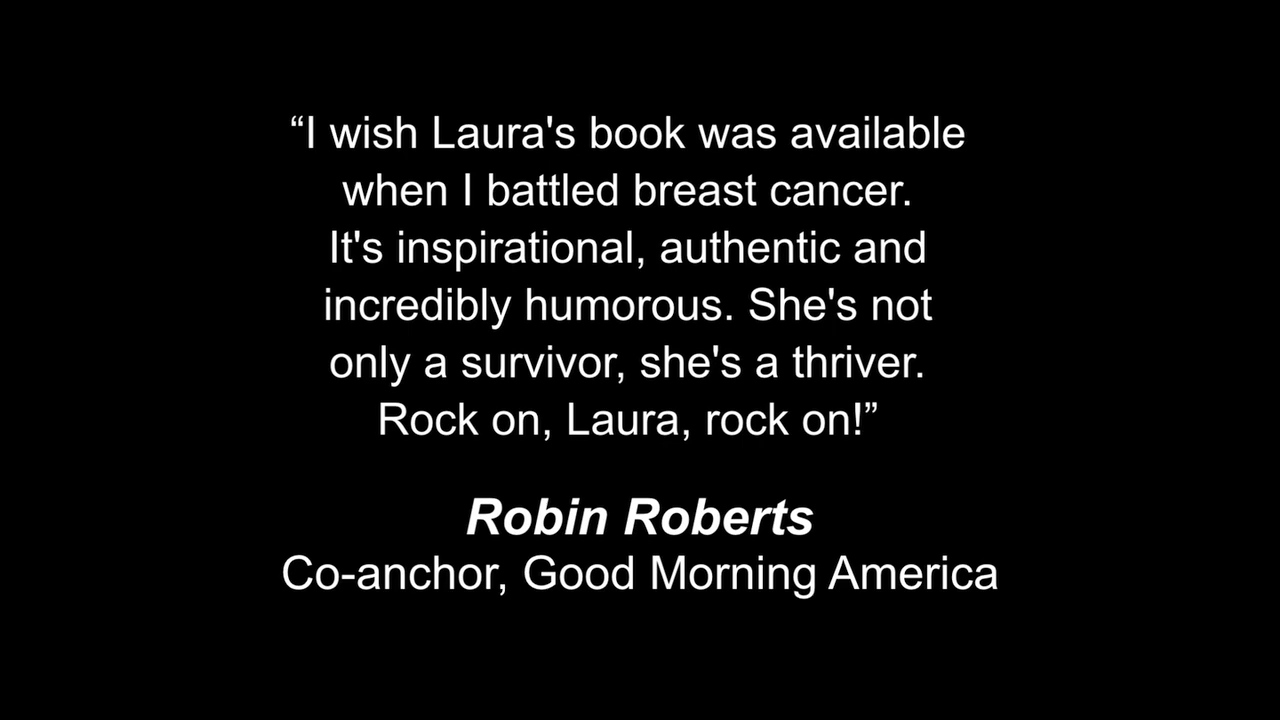 “I wish Laura's book was available
when I battled breast cancer.
It's inspirational, authentic and
incredibly humorous. She's not
only a survivor, she's a thriver.
Rock on, Laura, rock on!”
Robin Roberts
Co-anchor, Good Morning America